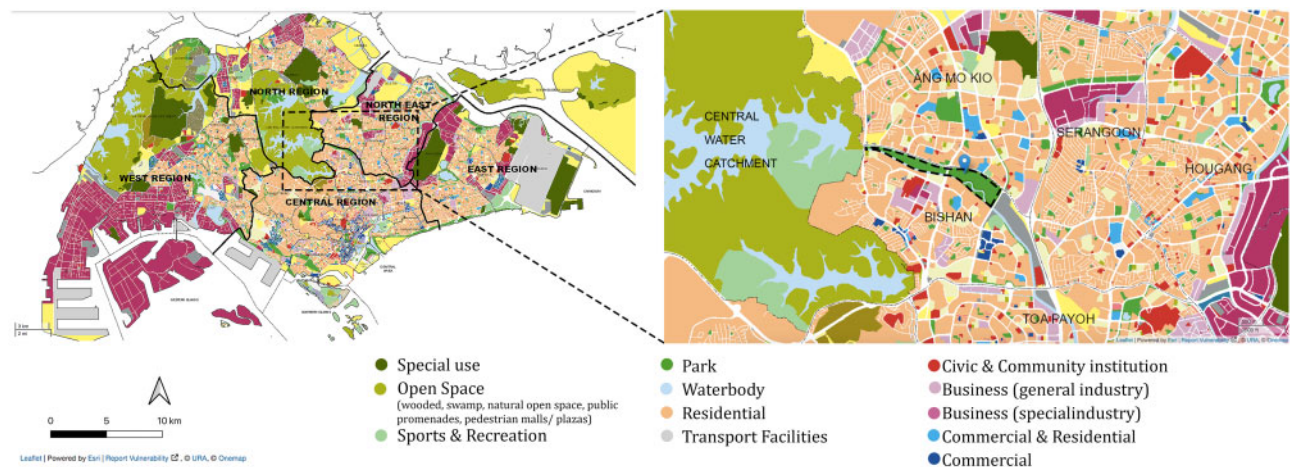 NORTH REGION
NORTH EAST
REGION
WEST REGION
EAST REGION
CENTRAL REGION
ANG MO KIO
CENTRAL
WATER
CATCHMENT
SERANGOON
HOUGANG
BISHAN
TOA PAYOH
Leaflet | Powered by Esri | Report Vulnerability, © URA, © Onemap
0 5 10 km
Leaflet | Powered by Esri | Report Vulnerability, © URA, © Onemap
Special use
Open Space
(wooded, swamp, natural open space, public
promenades, pedestrian malls/ plazas)
Sports & Recreation
Park
Waterbody
Residential
Transport Facilities
Civic & Community institution
Business (general industry)
Business (specialindustry)
Commercial & Residential
Commercial